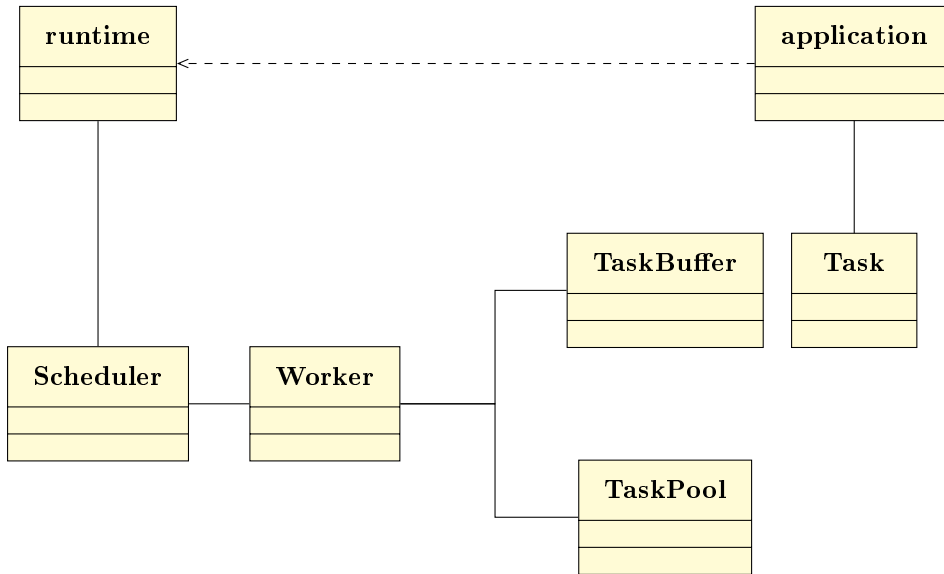 runtime
application
TaskBuffer
Task
Scheduler
Worker
TaskPool